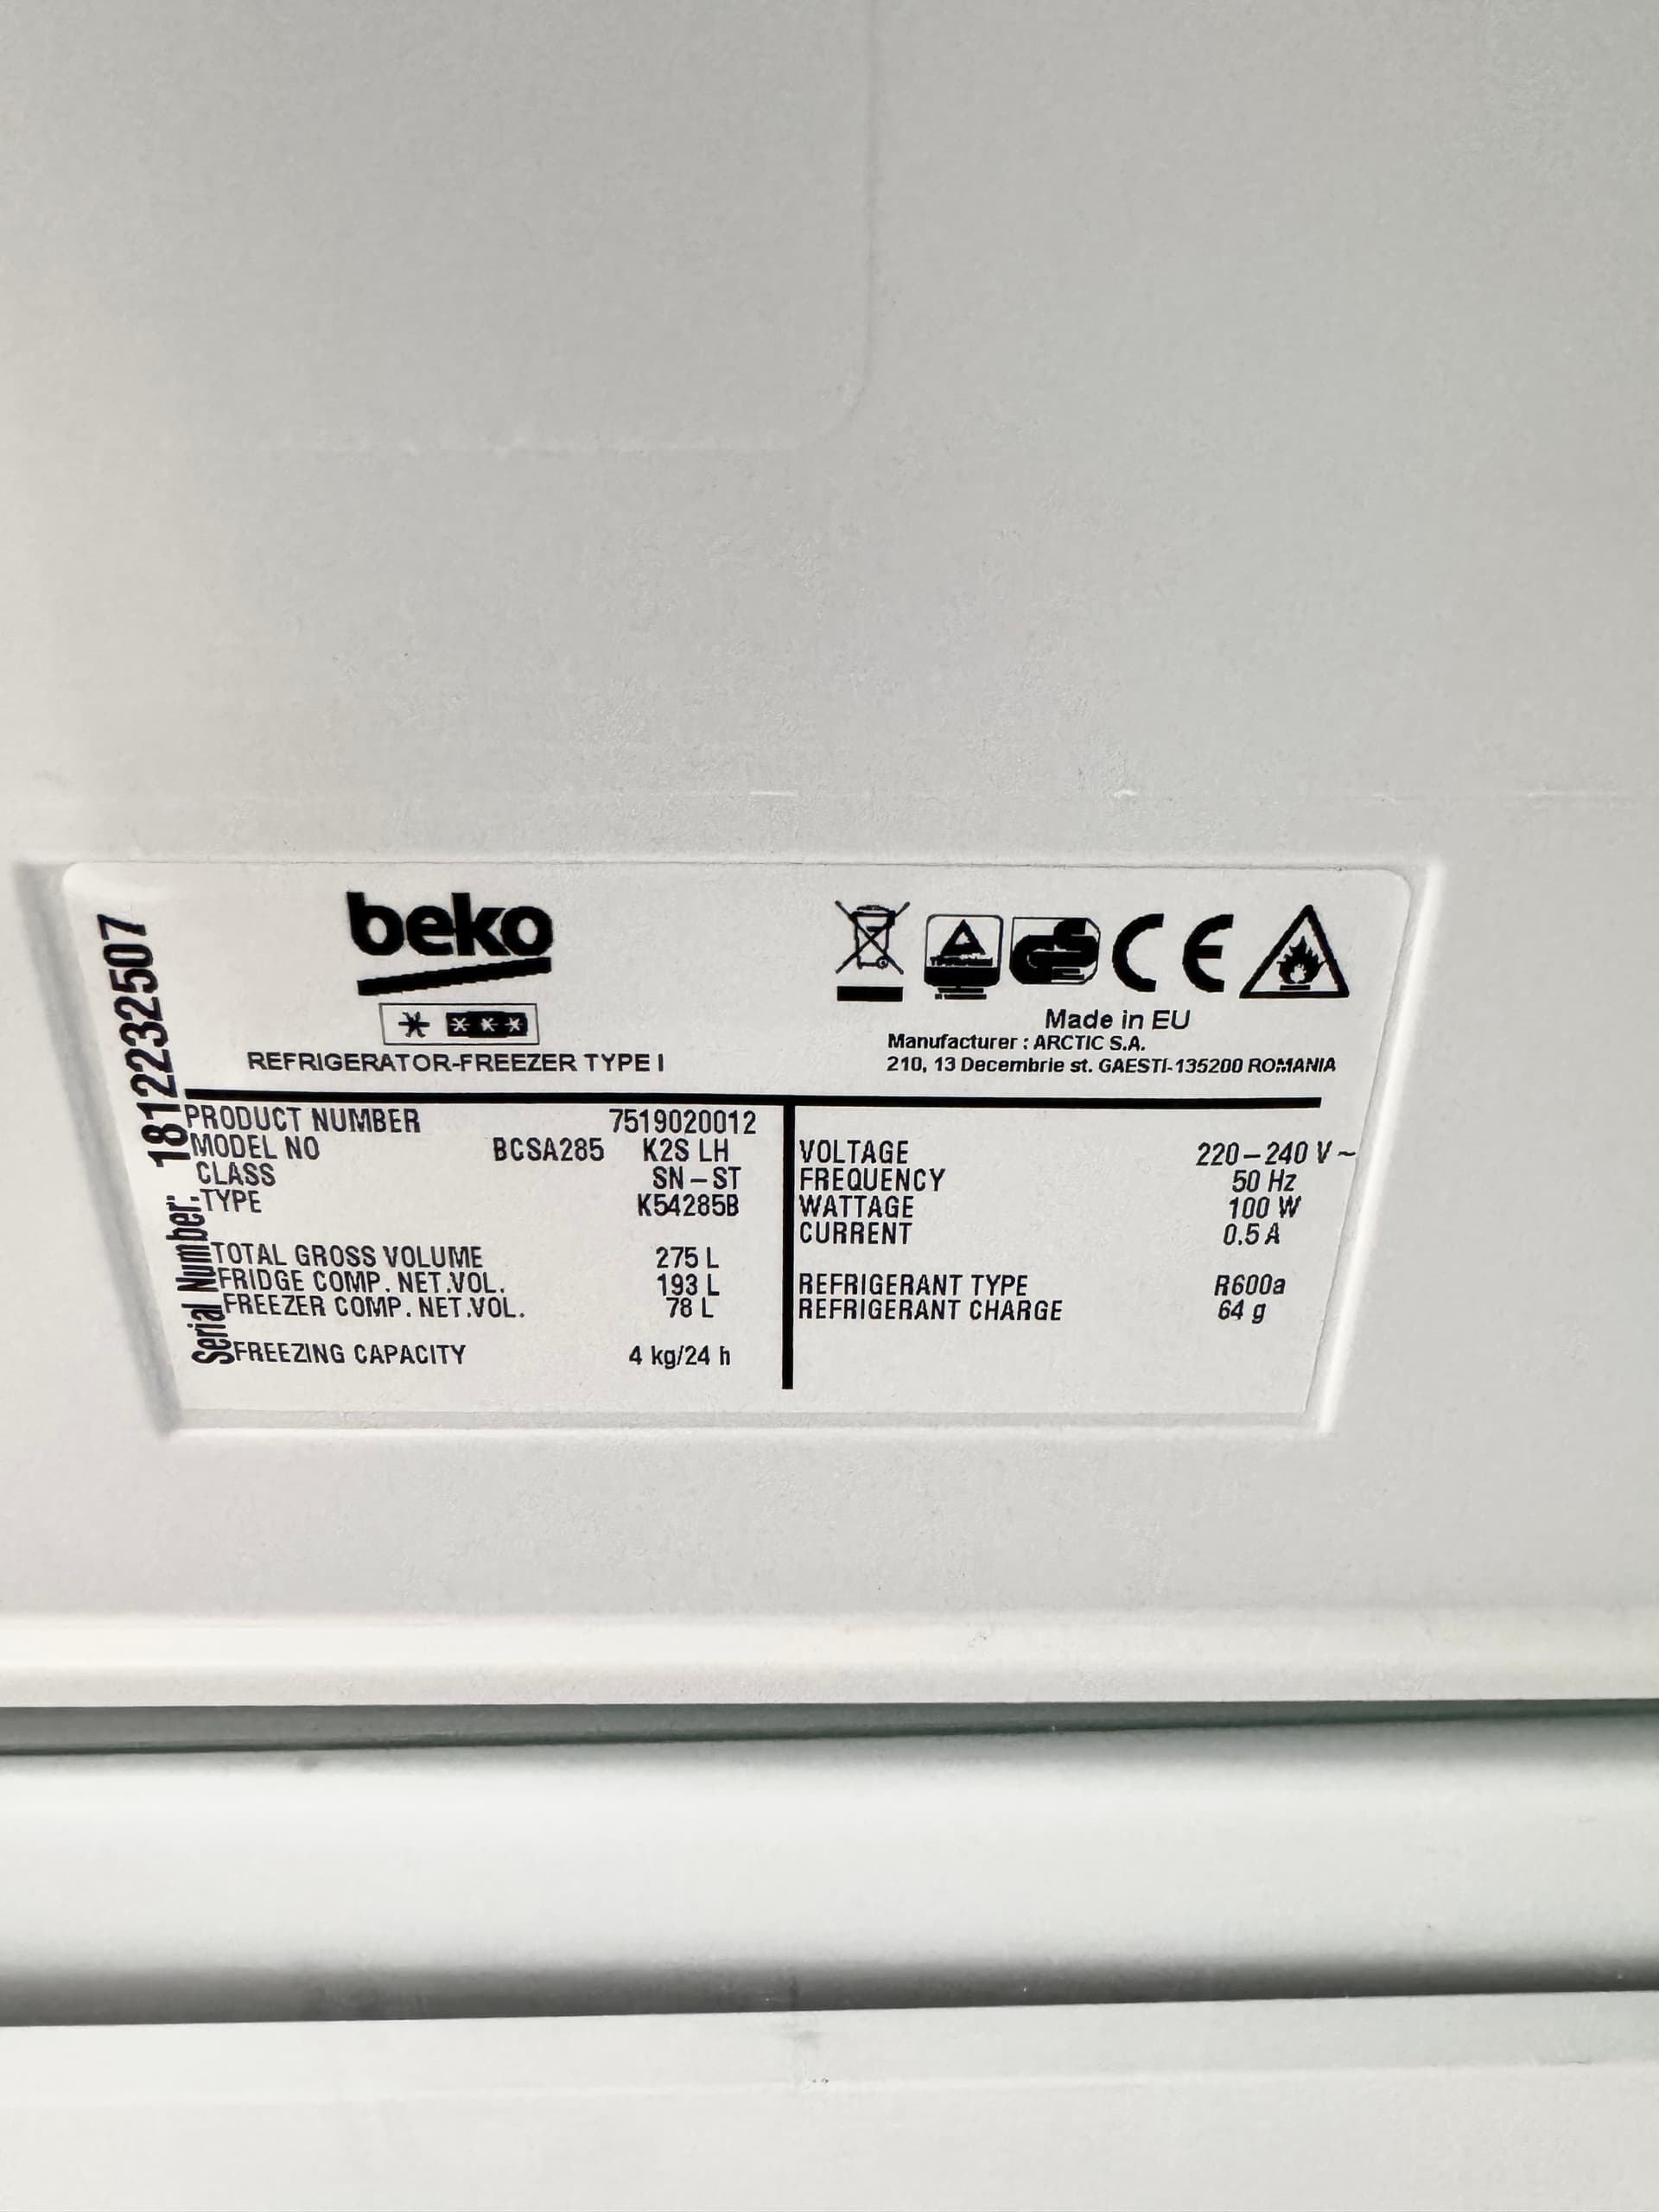 beko
REFRIGERATOR-FREEZER TYPE I
Made in EU
Manufacturer : ARCTIC S.A.
210, 13 Decembrie st. GAESTI-135200 ROMANIA
Serial Number: 1812232507
PRODUCT NUMBER 7519020012
MODEL NO BCSA285 K2S LH
CLASS SN-ST
TYPE K54285B
TOTAL GROSS VOLUME 275 L
FRIDGE COMP. NET.VOL. 193 L
FREEZER COMP. NET.VOL. 78 L
FREEZING CAPACITY 4 kg/24 h
VOLTAGE 220-240 V ~
FREQUENCY 50 Hz
WATTAGE 100 W
CURRENT 0.5 A
REFRIGERANT TYPE R600a
REFRIGERANT CHARGE 64 g